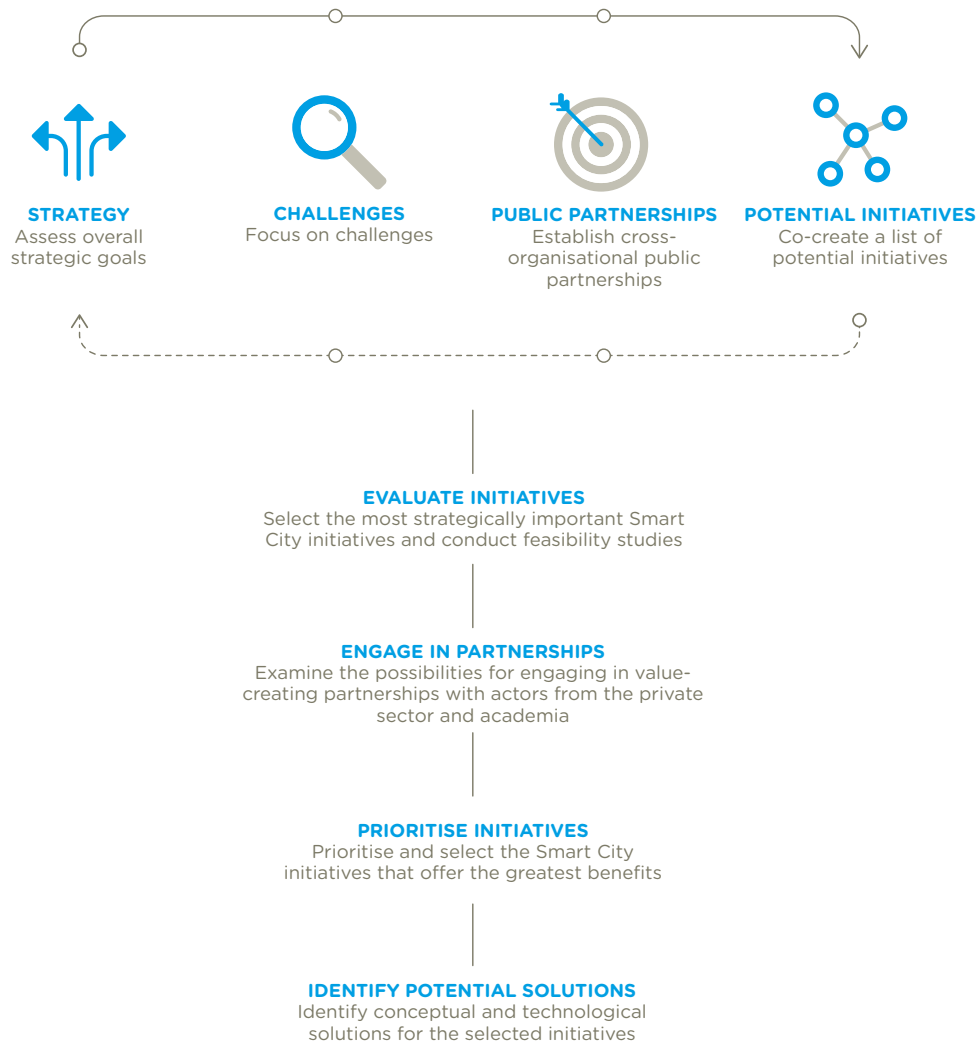 STRATEGY
Assess overall
strategic goals
CHALLENGES
Focus on challenges
PUBLIC PARTNERSHIPS
Establish cross-
organisational public
partnerships
POTENTIAL INITIATIVES
Co-create a list of
potential initiatives
EVALUATE INITIATIVES
Select the most strategically important Smart
City initiatives and conduct feasibility studies
ENGAGE IN PARTNERSHIPS
Examine the possibilities for engaging in value-
creating partnerships with actors from the private
sector and academia
PRIORITISE INITIATIVES
Prioritise and select the Smart City
initiatives that offer the greatest benefits
IDENTIFY POTENTIAL SOLUTIONS
Identify conceptual and technological
solutions for the selected initiatives